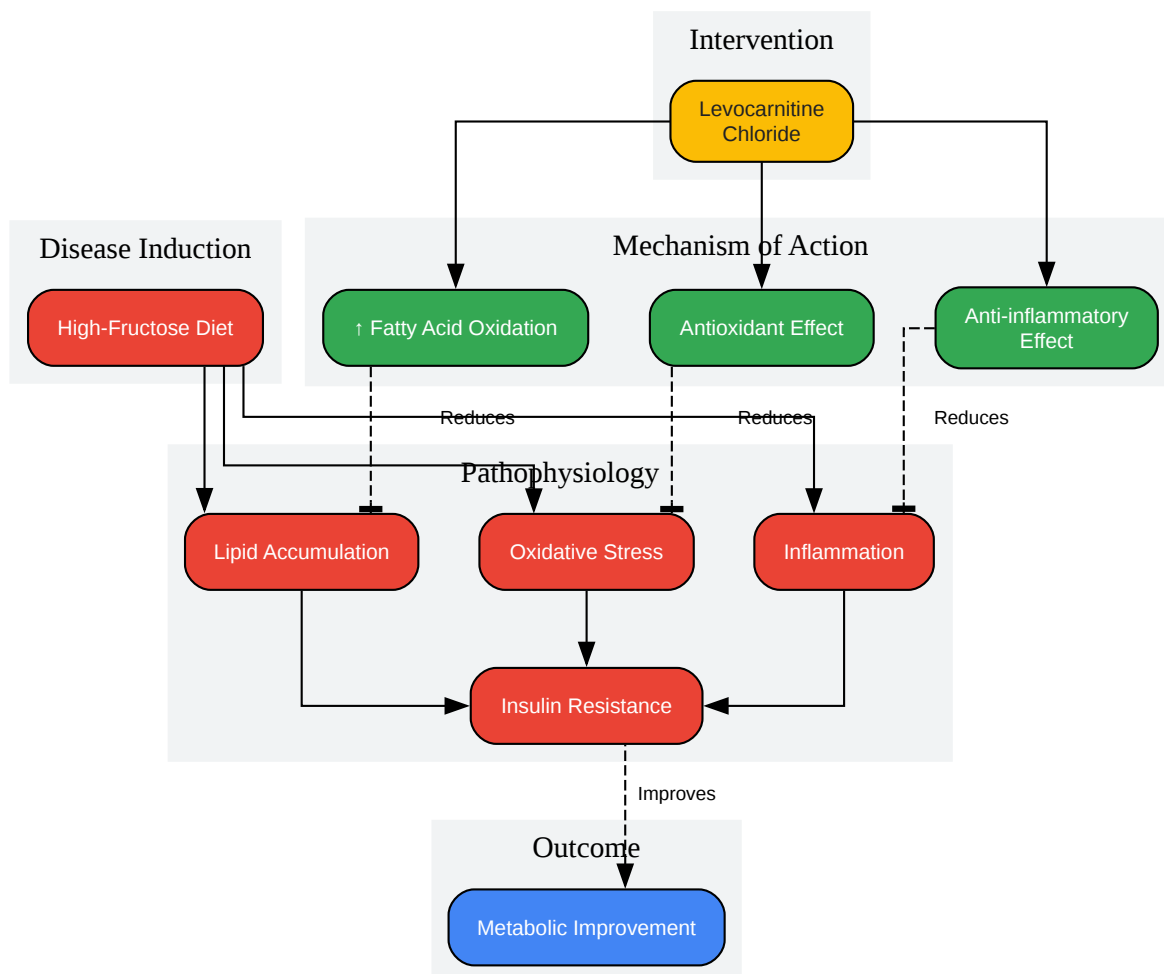 Intervention
Levocarnitine
Chloride
Disease Induction
Mechanism of Action
High-Fructose Diet
↑ Fatty Acid Oxidation
Antioxidant Effect
Anti-inflammatory
Effect
Reduces
Reduces
Reduces
Pathophysiology
Lipid Accumulation
Oxidative Stress
Inflammation
Insulin Resistance
Improves
Outcome
Metabolic Improvement